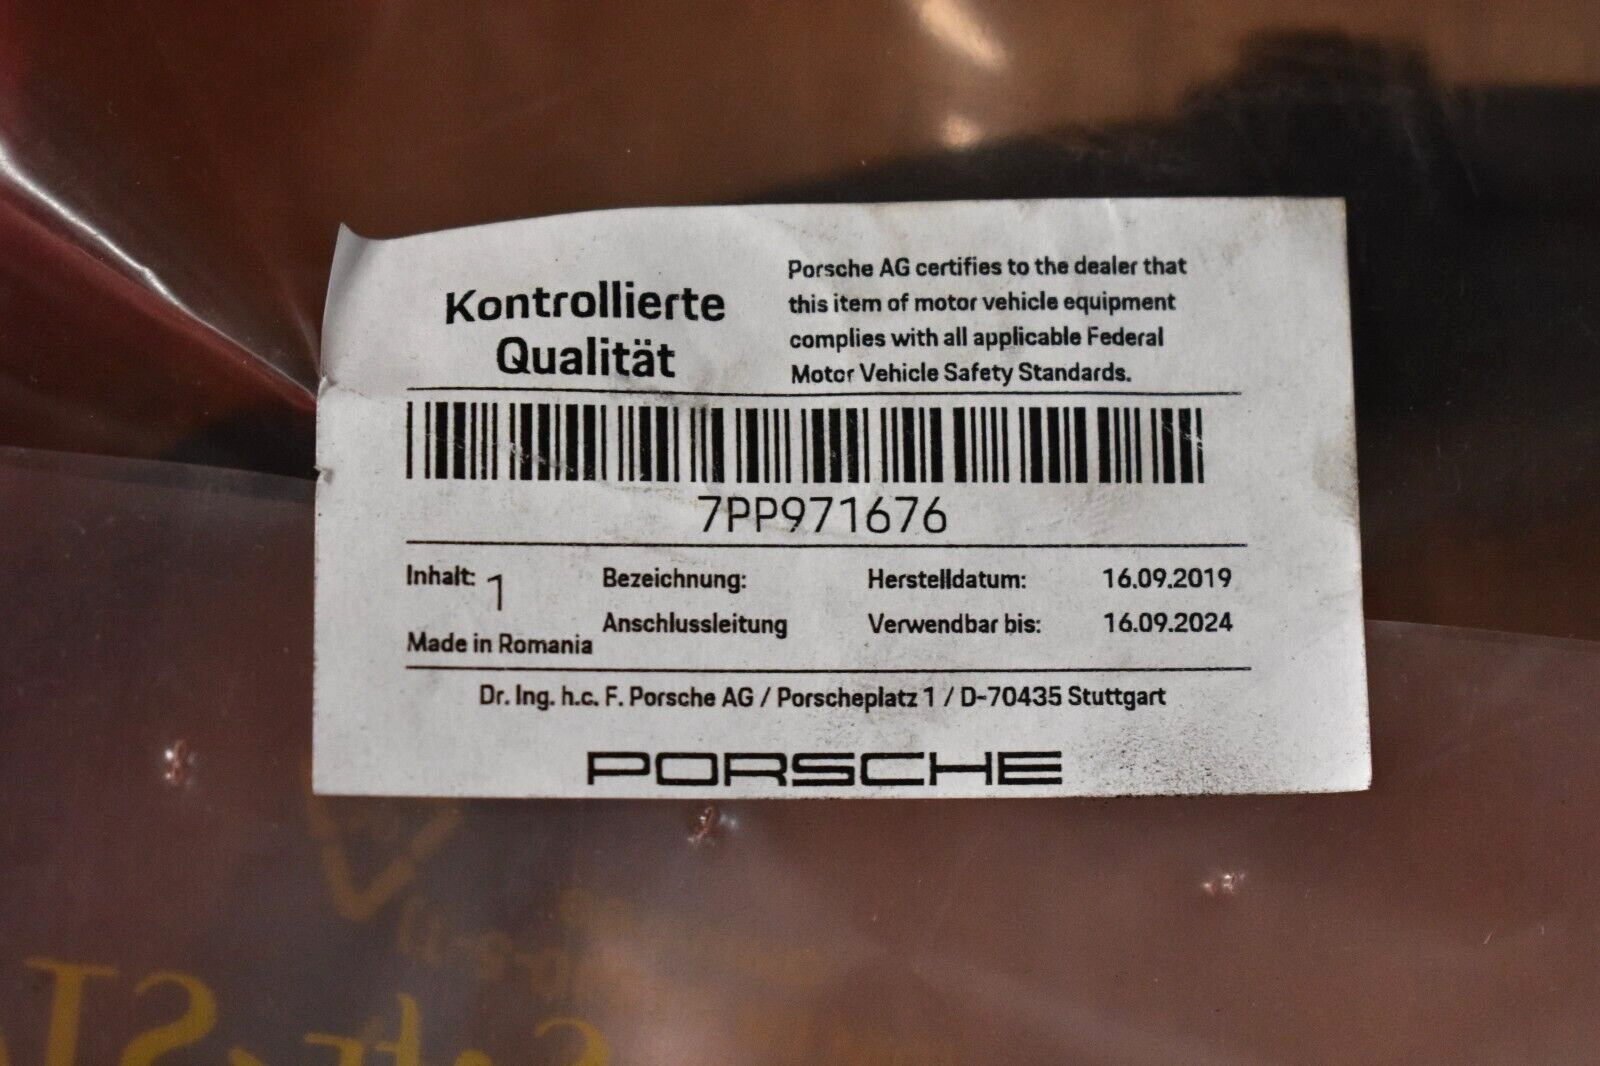 Kontrollierte
Qualität
Porsche AG certifies to the dealer that
this item of motor vehicle equipment
complies with all applicable Federal
Motor Vehicle Safety Standards.
7PP971676
Inhalt: 1
Made in Romania
Bezeichnung:
Anschlussleitung
Herstelldatum: 16.09.2019
Verwendbar bis: 16.09.2024
Dr. Ing. h.c. F. Porsche AG / Porscheplatz 1 / D-70435 Stuttgart
PORSCHE